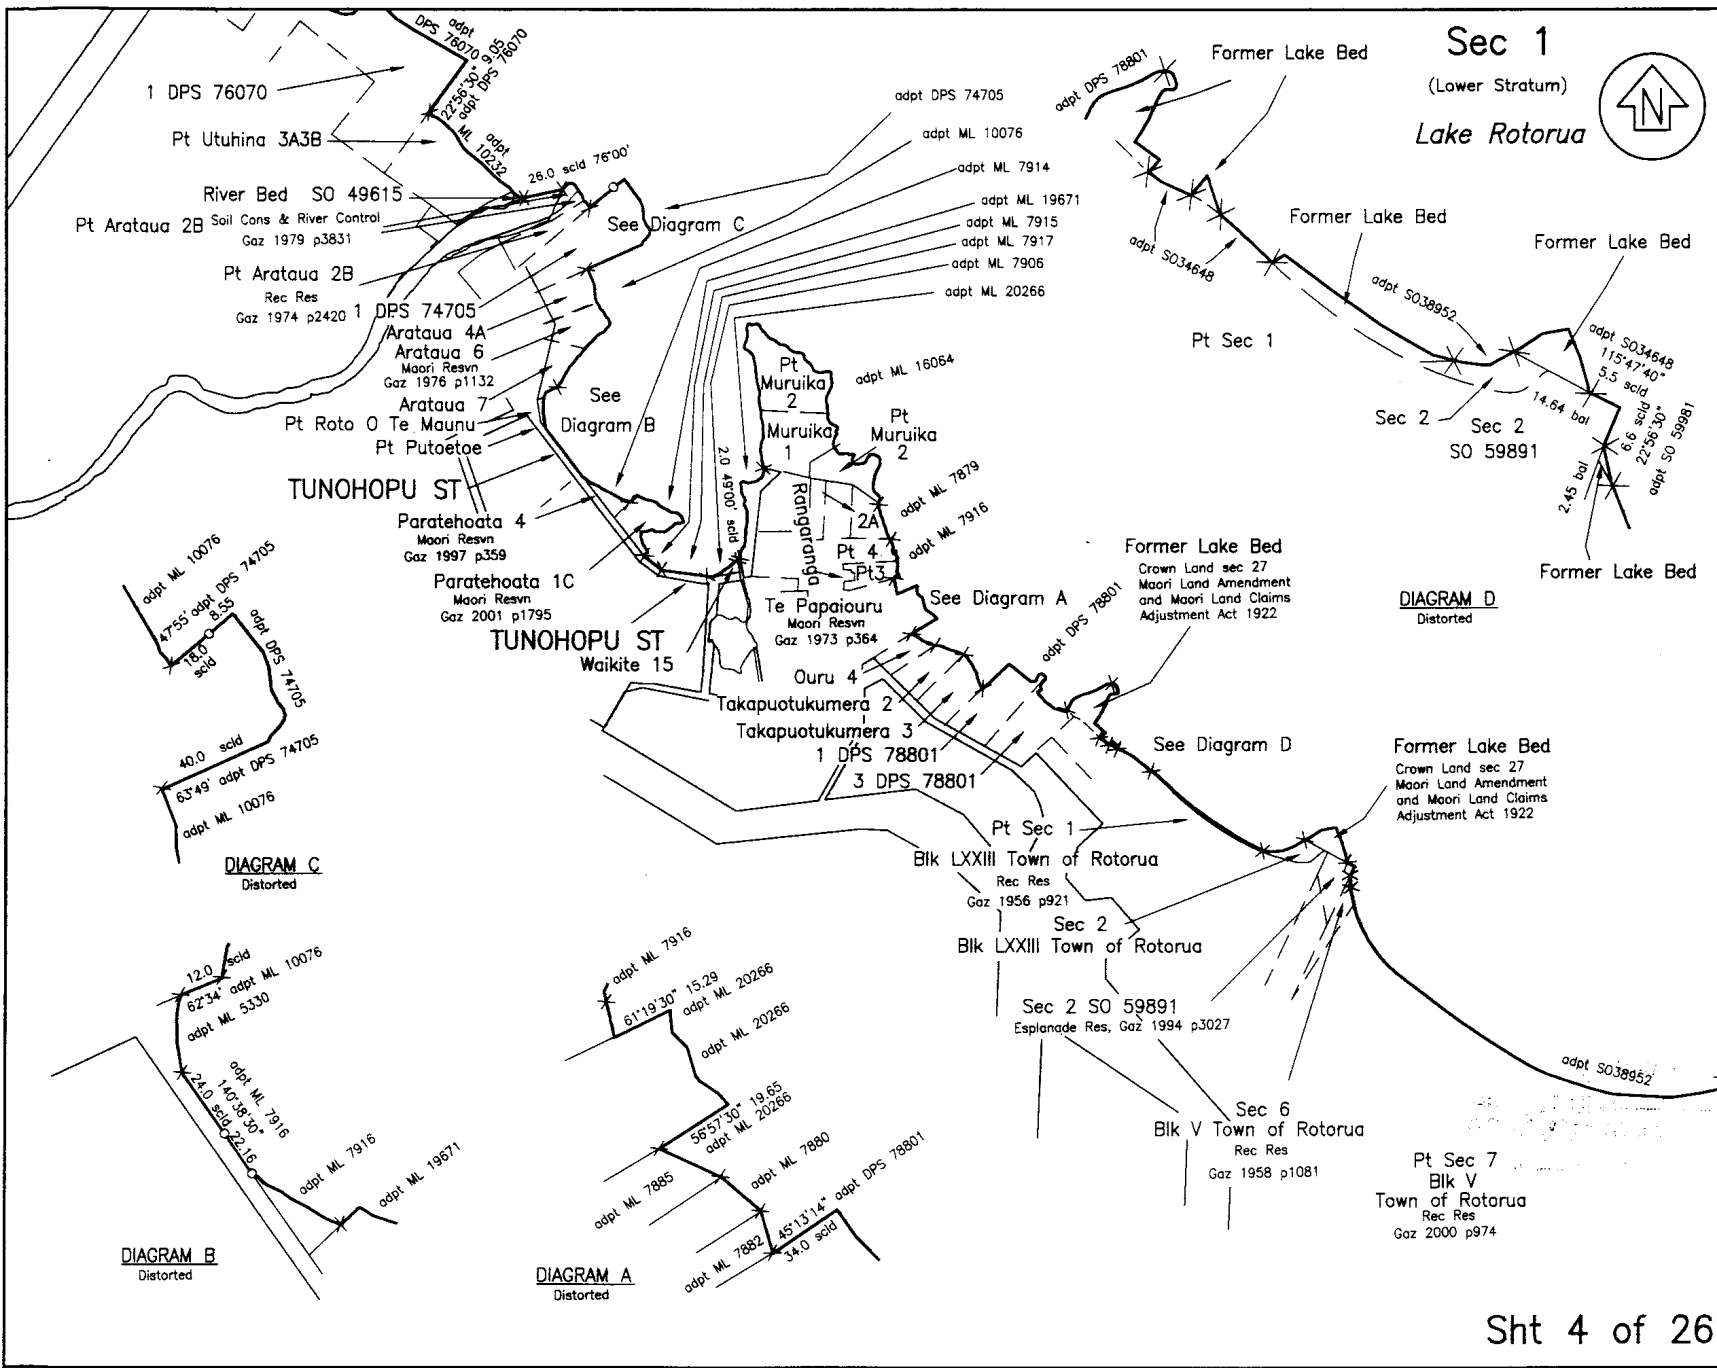 Sec 1
(Lower Stratum)
Lake Rotorua
N
adpt
DPS 76070
22°56'30" 9.05
adpt DPS 76070
1 DPS 76070
Pt Utuhina 3A3B
adpt
ML 10232
26.0 scld 76°00'
River Bed SO 49615
Pt Arataua 2B
Soil Cons & River Control
Gaz 1979 p3831
Pt Arataua 2B
Rec Res
Gaz 1974 p2420
1 DPS 74705
Arataua 4A
Arataua 6
Maori Resvn
Gaz 1976 p1132
Arataua 7
Pt Roto O Te Maunu
Pt Putoetoe
TUNOHOPU ST
Paratehoata 4
Maori Resvn
Gaz 1997 p359
Paratehoata 1C
Maori Resvn
Gaz 2001 p1795
TUNOHOPU ST
Waikite 15
See Diagram C
See
Diagram B
adpt DPS 74705
adpt ML 10076
adpt ML 7914
adpt ML 19671
adpt ML 7915
adpt ML 7917
adpt ML 7906
adpt ML 20266
2.0 49°00' scld
Pt
Muruika
2
Muruika
1
adpt ML 16064
Pt
Muruika
2
Rangaranga
2A
Pt 4
Pt3
adpt ML 7879
adpt ML 7916
Te Papaiouru
Maori Resvn
Gaz 1973 p364
See Diagram A
Ouru 4
Takapuotukumera 2
Takapuotukumera 3
1 DPS 78801
3 DPS 78801
adpt DPS 78801
Former Lake Bed
Crown Land sec 27
Maori Land Amendment
and Maori Land Claims
Adjustment Act 1922
See Diagram D
Former Lake Bed
Crown Land sec 27
Maori Land Amendment
and Maori Land Claims
Adjustment Act 1922
Pt Sec 1
Blk LXXIII Town of Rotorua
Rec Res
Gaz 1956 p921
Sec 2
Blk LXXIII Town of Rotorua
Sec 2 SO 59891
Esplanade Res, Gaz 1994 p3027
Sec 6
Blk V Town of Rotorua
Rec Res
Gaz 1958 p1081
Pt Sec 7
Blk V
Town of Rotorua
Rec Res
Gaz 2000 p974
adpt SO38952
adpt DPS 78801
Former Lake Bed
adpt SO34648
Former Lake Bed
Former Lake Bed
Pt Sec 1
adpt SO38952
adpt SO34648
115°47'40"
5.5 scld
Sec 2
14.64 bal
Sec 2
SO 59891
6.6 scld
22°56'30"
adpt SO 59981
2.45 bal
Former Lake Bed
DIAGRAM D
Distorted
adpt ML 10076
47°55' adpt DPS 74705
8.55
18.0
scld
adpt DPS 74705
40.0 scld
63°49' adpt DPS 74705
adpt ML 10076
DIAGRAM C
Distorted
12.0 scld
62°34' adpt ML 10076
adpt ML 5330
adpt ML 7916
140°38'30"
24.0 scld 22.16
adpt ML 7916
adpt ML 19671
DIAGRAM B
Distorted
adpt ML 7916
61°19'30" 15.29
adpt ML 20266
adpt ML 20266
56°57'30" 19.65
adpt ML 20266
adpt ML 7885
adpt ML 7880
adpt ML 7882
45°13'14" adpt DPS 78801
34.0 scld
DIAGRAM A
Distorted
Sht 4 of 26